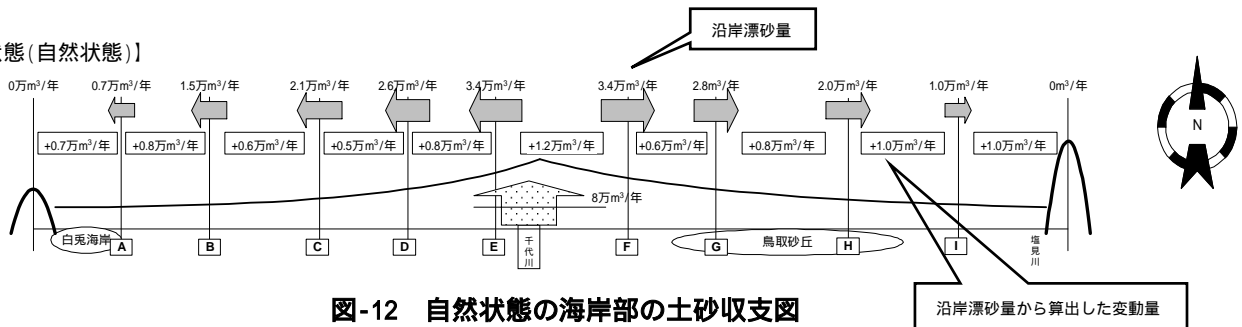 沿岸漂砂量
態(自然状態)】
0万m³/年 0.7万m³/年 1.5万m³/年 2.1万m³/年 2.6万m³/年 3.4万m³/年 3.4万m³/年 2.8m³/年 2.0万m³/年 1.0万m³/年 0m³/年
N
+0.7万m³/年 +0.8万m³/年 +0.6万m³/年 +0.5万m³/年 +0.8万m³/年 +1.2万m³/年 +0.6万m³/年 +0.8万m³/年 +1.0万m³/年 +1.0万m³/年
8万m³/年
白兎海岸 A B C D E 千代川 F G 鳥取砂丘 H I 塩見川
図-12 自然状態の海岸部の土砂収支図
沿岸漂砂量から算出した変動量